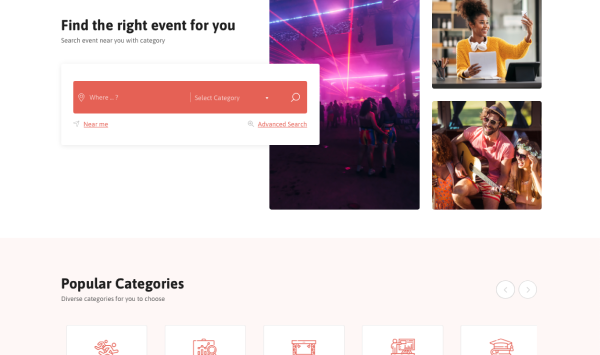 Find the right event for you
Search event near you with category
Where .. ?
Select Category
Near me
Advanced Search
Popular Categories
Diverse categories for you to choose